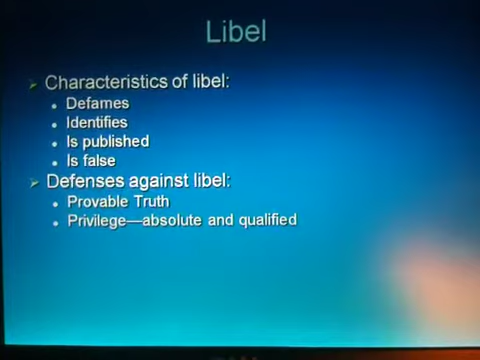 Libel
Characteristics of libel:
Defames
Identifies
Is published
Is false
Defenses against libel:
Provable Truth
Privilege—absolute and qualified